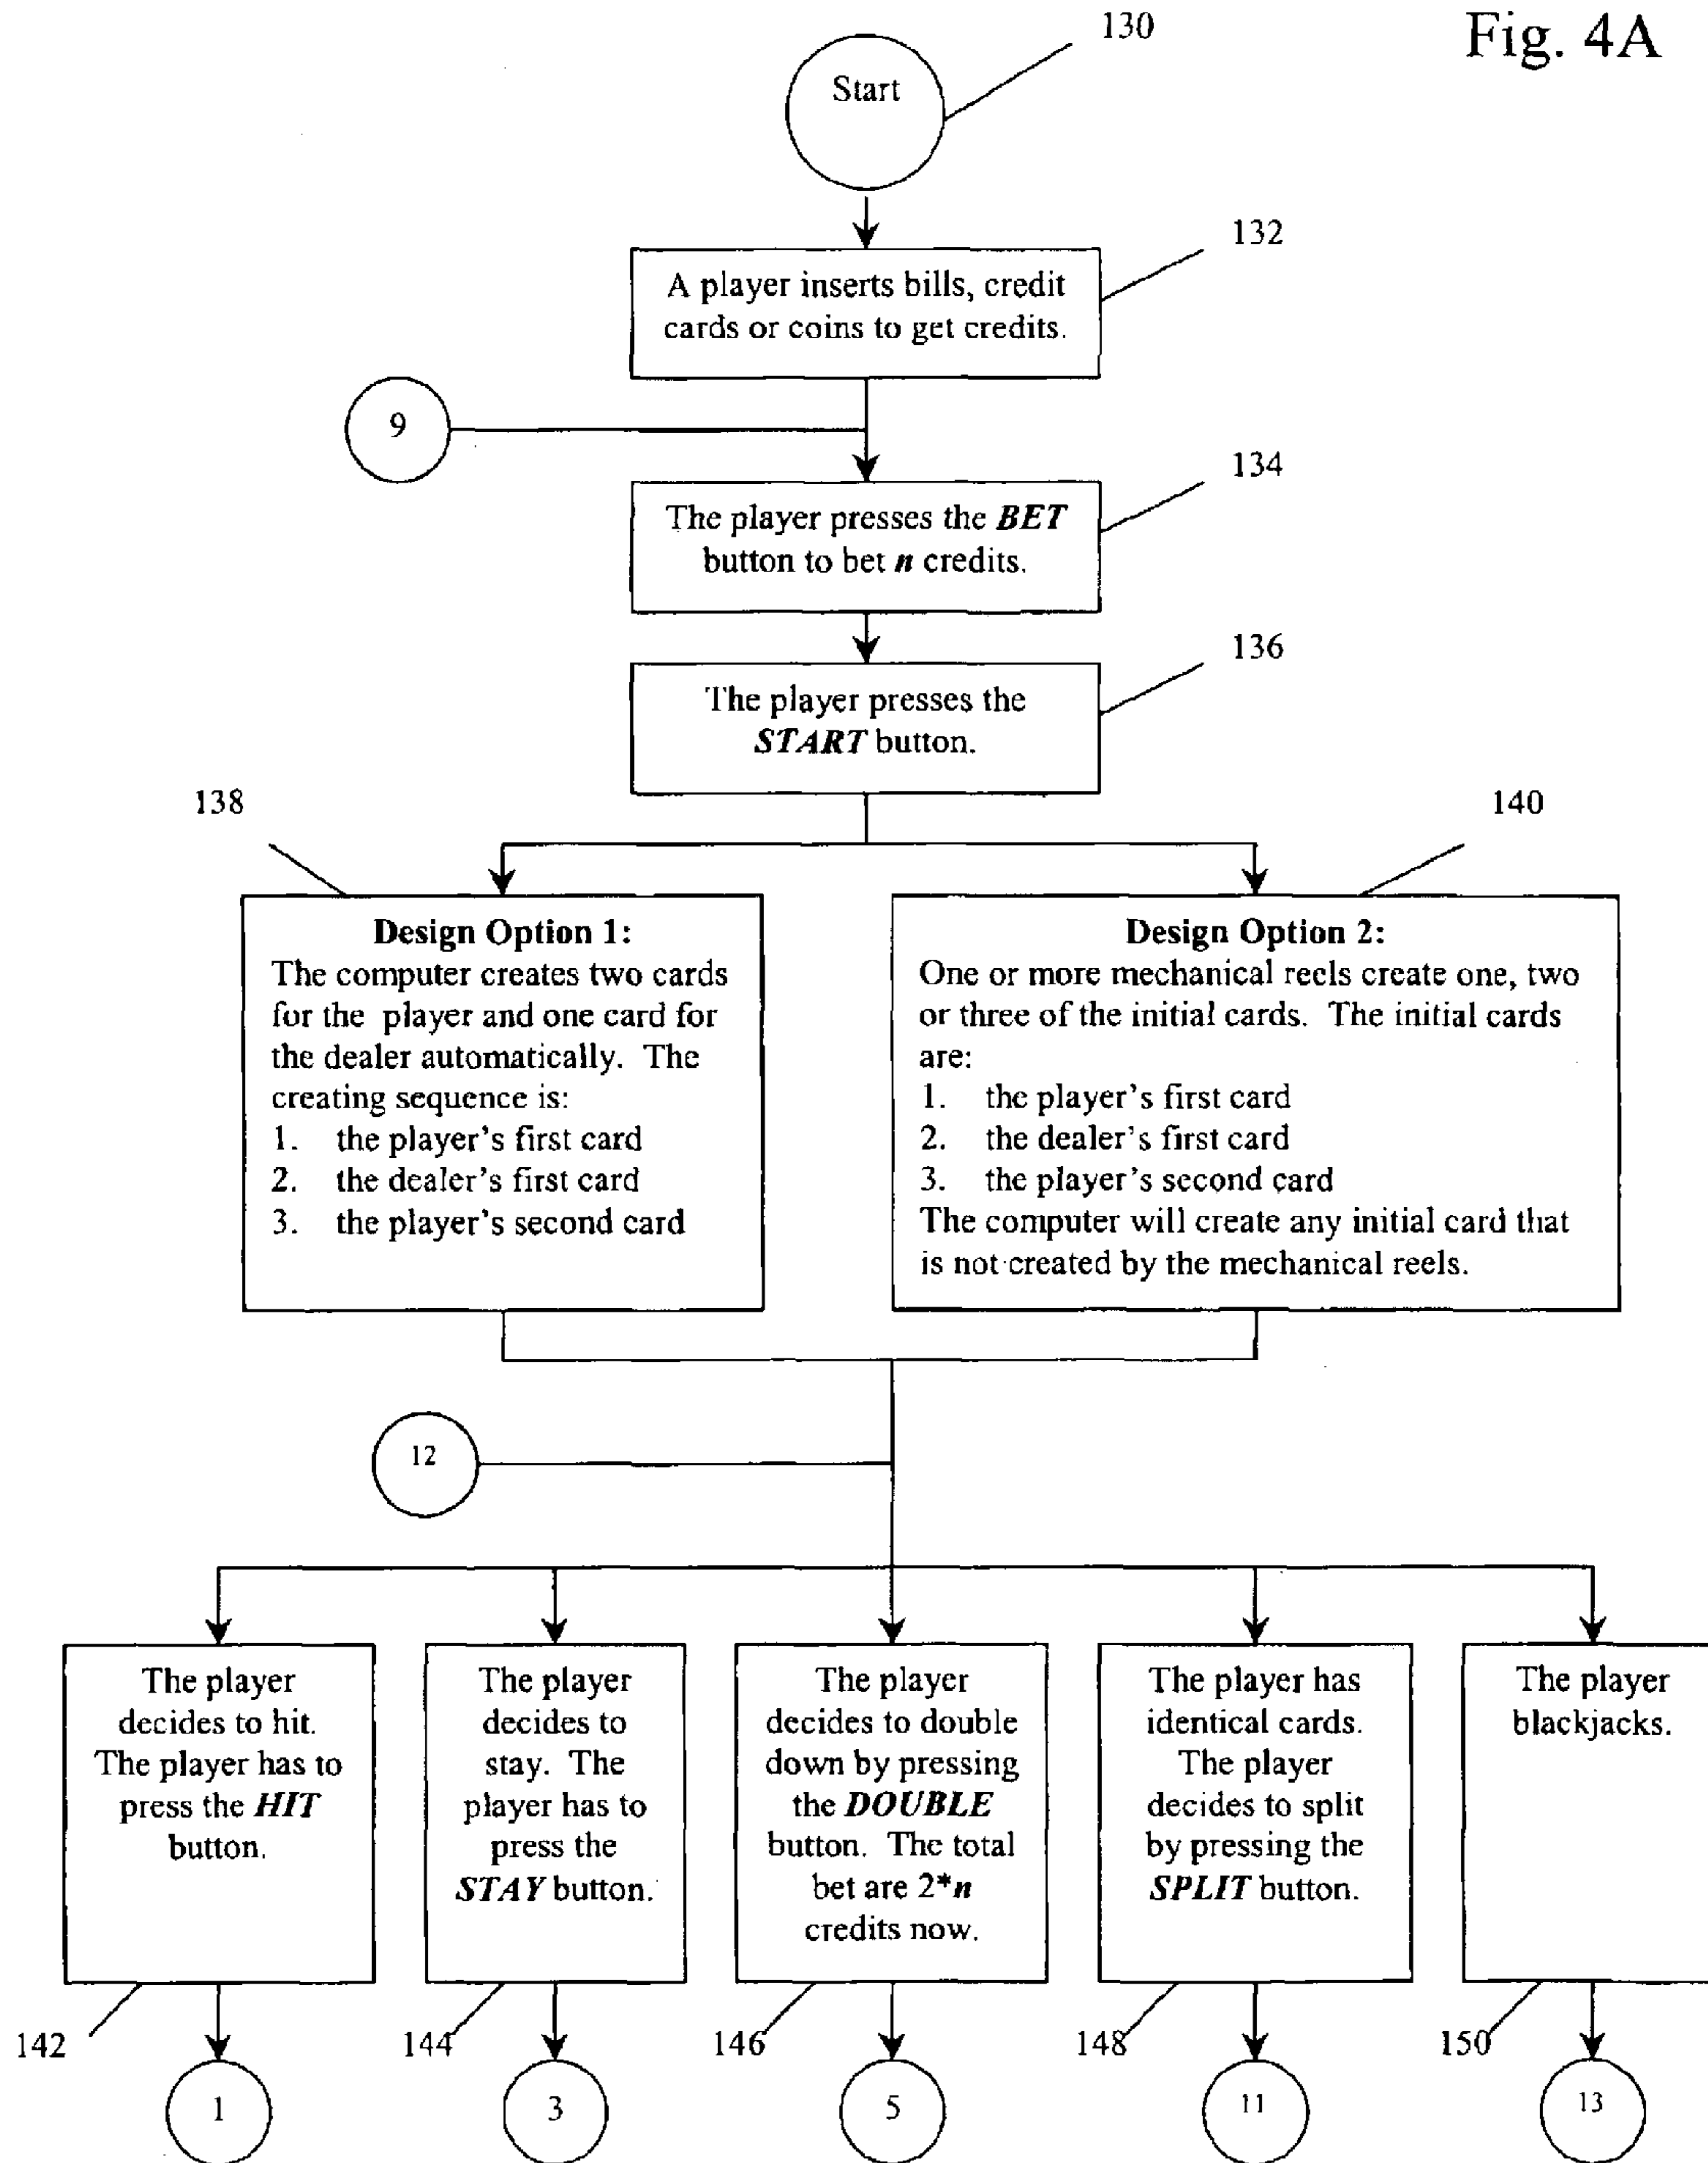 Fig. 4A
130
Start
132
A player inserts bills, credit
cards or coins to get credits.
9
134
The player presses the BET
button to bet n credits.
136
The player presses the
START button.
138
140
Design Option 1:
The computer creates two cards
for the player and one card for
the dealer automatically. The
creating sequence is:
1. the player's first card
2. the dealer's first card
3. the player's second card
Design Option 2:
One or more mechanical reels create one, two
or three of the initial cards. The initial cards
are:
1. the player's first card
2. the dealer's first card
3. the player's second card
The computer will create any initial card that
is not created by the mechanical reels.
12
The player
decides to hit.
The player has to
press the HIT
button.
The player
decides to
stay. The
player has to
press the
STAY button.
The player
decides to double
down by pressing
the DOUBLE
button. The total
bet are 2*n
credits now.
The player has
identical cards.
The player
decides to split
by pressing the
SPLIT button.
The player
blackjacks.
142
144
146
148
150
1
3
5
11
13